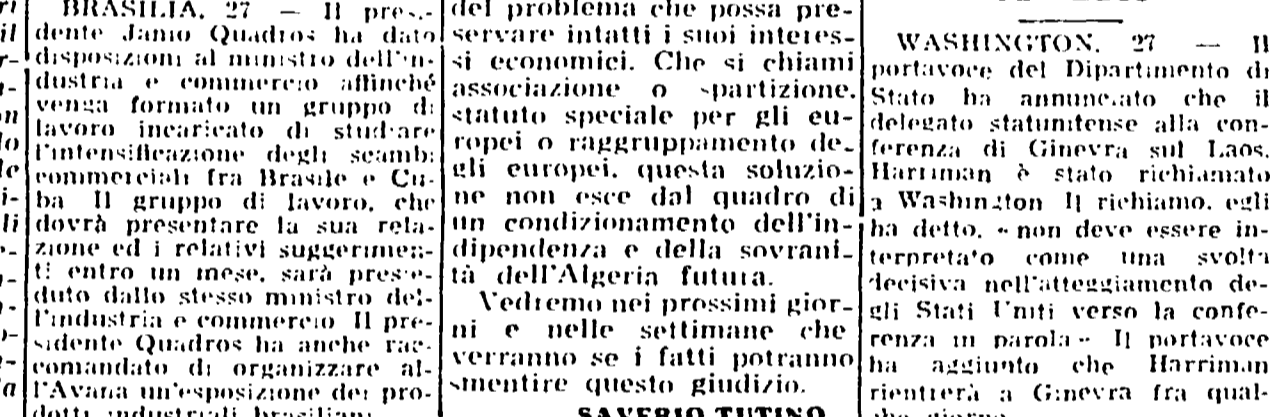 BRASILIA, 27 — Il presidente
dente Janio Quadros ha dato
disposizioni al ministro dell'in-
dustria e commercio affinché
venga formato un gruppo di
lavoro incaricato di studiare
l'intensificazione degli scambi
commerciali fra Brasile e Cu-
ba Il gruppo di lavoro, che
dovrà presentare la sua rela-
zione ed i relativi suggerimen-
ti entro un mese, sarà presie-
duto dallo stesso ministro del-
l'industria e commercio Il pre-
sidente Quadros ha anche rac-
comandato di organizzare al-
l'Avana un'esposizione dei pro-
dotti industriali brasiliani
del problema che possa pre-
servare intatti i suoi interes-
si economici. Che si chiami
associazione o spartizione,
statuto speciale per gli eu-
ropei o raggruppamento de-
gli europei, questa soluzio-
ne non esce dal quadro di
un condizionamento dell'in-
dipendenza e della sovrani-
tà dell'Algeria futura.
Vedremo nei prossimi gior-
ni e nelle settimane che
verranno se i fatti potranno
smentire questo giudizio.
SAVERIO TUTINO
WASHINGTON, 27 — Il
portavoce del Dipartimento di
Stato ha annunciato che il
delegato statunitense alla con-
ferenza di Ginevra sul Laos,
Harriman è stato richiamato
a Washington Il richiamo, egli
ha detto, « non deve essere in-
terpretato come una svolta
decisiva nell'atteggiamento de-
gli Stati Uniti verso la confe-
renza in parola » Il portavoce
ha aggiunto che Harriman
rientrerà a Ginevra fra qual-
che giorno